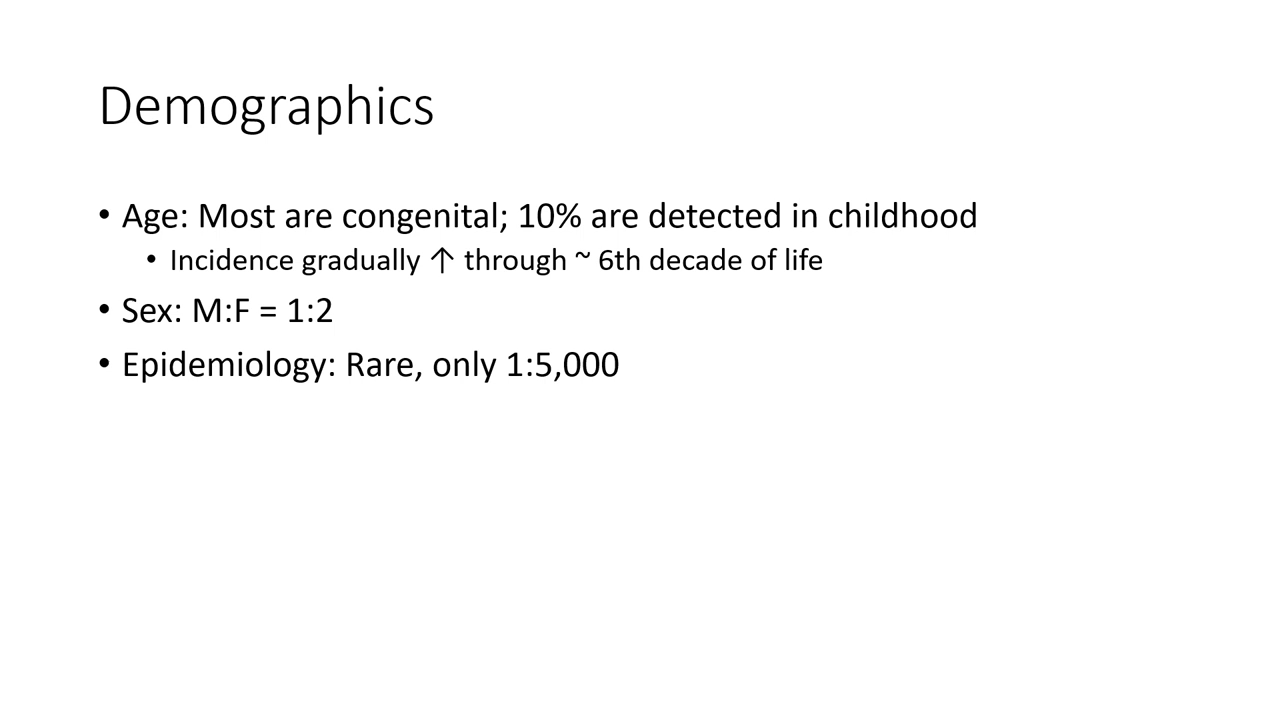 Demographics
• Age: Most are congenital; 10% are detected in childhood
• Incidence gradually ↑ through ~ 6th decade of life
• Sex: M:F = 1:2
• Epidemiology: Rare, only 1:5,000